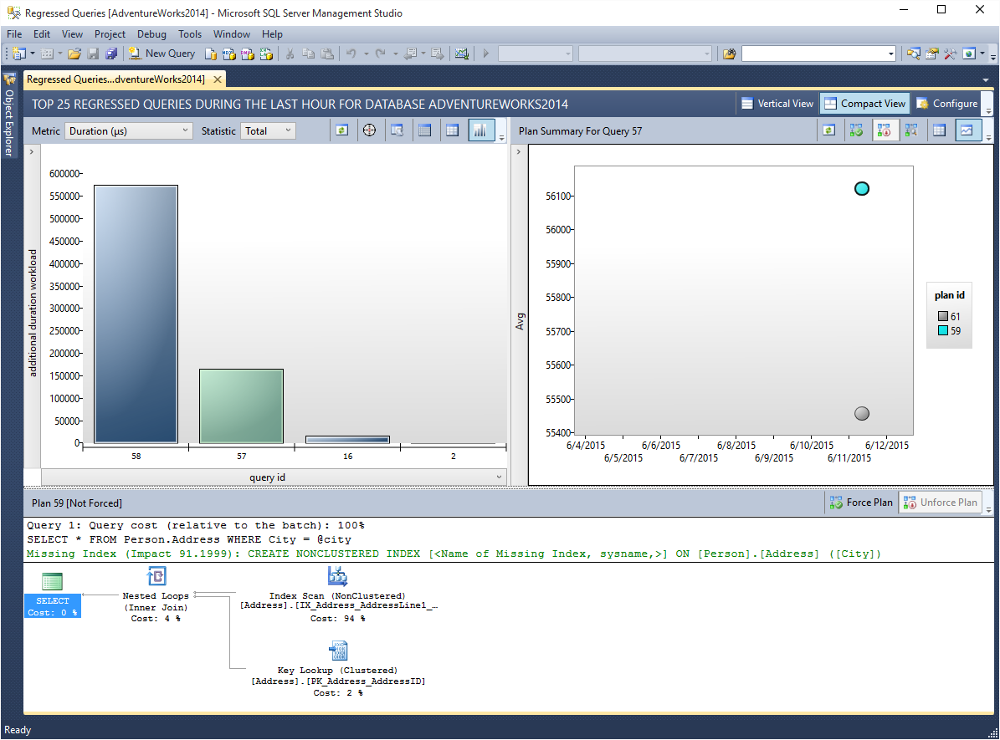 Regressed Queries [AdventureWorks2014] - Microsoft SQL Server Management Studio
File Edit View Project Debug Tools Window Help
New Query
Object Explorer
Regressed Queries...dventureWorks2014]
TOP 25 REGRESSED QUERIES DURING THE LAST HOUR FOR DATABASE ADVENTUREWORKS2014
Vertical View Compact View Configure
Metric Duration (µs) Statistic Total
additional duration workload
600000
550000
500000
450000
400000
350000
300000
250000
200000
150000
100000
50000
0
58 57 16 2
query id
Plan Summary For Query 57
Avg
56100
56000
55900
55800
55700
55600
55500
55400
6/4/2015 6/6/2015 6/8/2015 6/10/2015 6/12/2015
6/5/2015 6/7/2015 6/9/2015 6/11/2015
plan id
61
59
Plan 59 [Not Forced]
Force Plan Unforce Plan
Query 1: Query cost (relative to the batch): 100%
SELECT * FROM Person.Address WHERE City = @city
Missing Index (Impact 91.1999): CREATE NONCLUSTERED INDEX [<Name of Missing Index, sysname,>] ON [Person].[Address] ([City])
SELECT
Cost: 0 %
Nested Loops
(Inner Join)
Cost: 4 %
Index Scan (NonClustered)
[Address].[IX_Address_AddressLine1_…
Cost: 94 %
Key Lookup (Clustered)
[Address].[PK_Address_AddressID]
Cost: 2 %
Ready